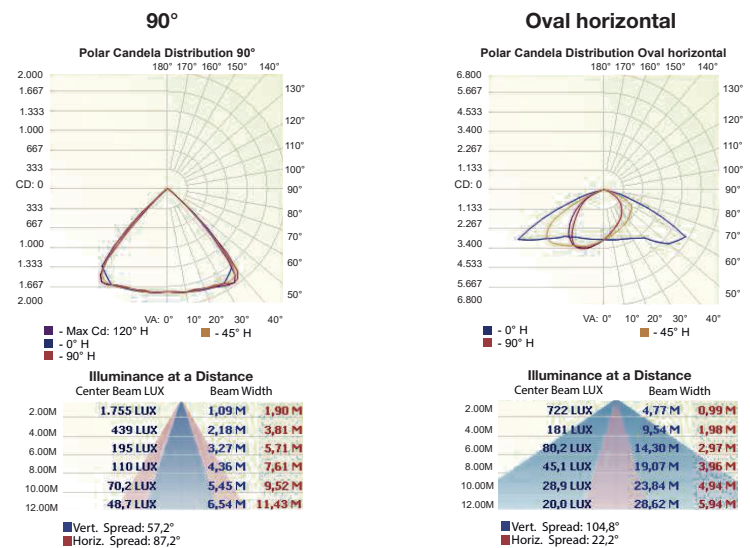 90°
Polar Candela Distribution 90°
180° 170° 160° 150° 140°
2.000
1.667
1.333
1.000
667
333
CD: 0
333
667
1.000
1.333
1.667
2.000
130°
120°
110°
100°
90°
80°
70°
60°
50°
VA: 0° 10° 20° 30° 40°
- Max Cd: 120° H
- 0° H
- 90° H
- 45° H
Illuminance at a Distance
Center Beam LUX Beam Width
2.00M 1.755 LUX 1,09 M 1,90 M
4.00M 439 LUX 2,18 M 3,81 M
6.00M 195 LUX 3,27 M 5,71 M
8.00M 110 LUX 4,36 M 7,61 M
10.00M 70,2 LUX 5,45 M 9,52 M
12.00M 48,7 LUX 6,54 M 11,43 M
Vert. Spread: 57,2°
Horiz. Spread: 87,2°
Oval horizontal
Polar Candela Distribution Oval horizontal
180° 170° 160° 150° 140°
6.800
5.667
4.533
3.400
2.267
1.133
CD: 0
1.133
2.267
3.400
4.533
5.667
6.800
130°
120°
110°
100°
90°
80°
70°
60°
50°
VA: 0° 10° 20° 30° 40°
- 0° H
- 90° H
- 45° H
Illuminance at a Distance
Center Beam LUX Beam Width
2.00M 722 LUX 4,77 M 0,99 M
4.00M 181 LUX 9,54 M 1,98 M
6.00M 80,2 LUX 14,30 M 2,97 M
8.00M 45,1 LUX 19,07 M 3,96 M
10.00M 28,9 LUX 23,84 M 4,94 M
12.00M 20,0 LUX 28,62 M 5,94 M
Vert. Spread: 104,8°
Horiz. Spread: 22,2°